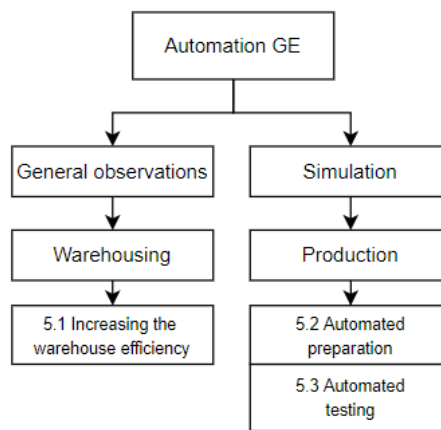 Automation GE
General observations
Simulation
Warehousing
Production
5.1 Increasing the
warehouse efficiency
5.2 Automated
preparation
5.3 Automated
testing